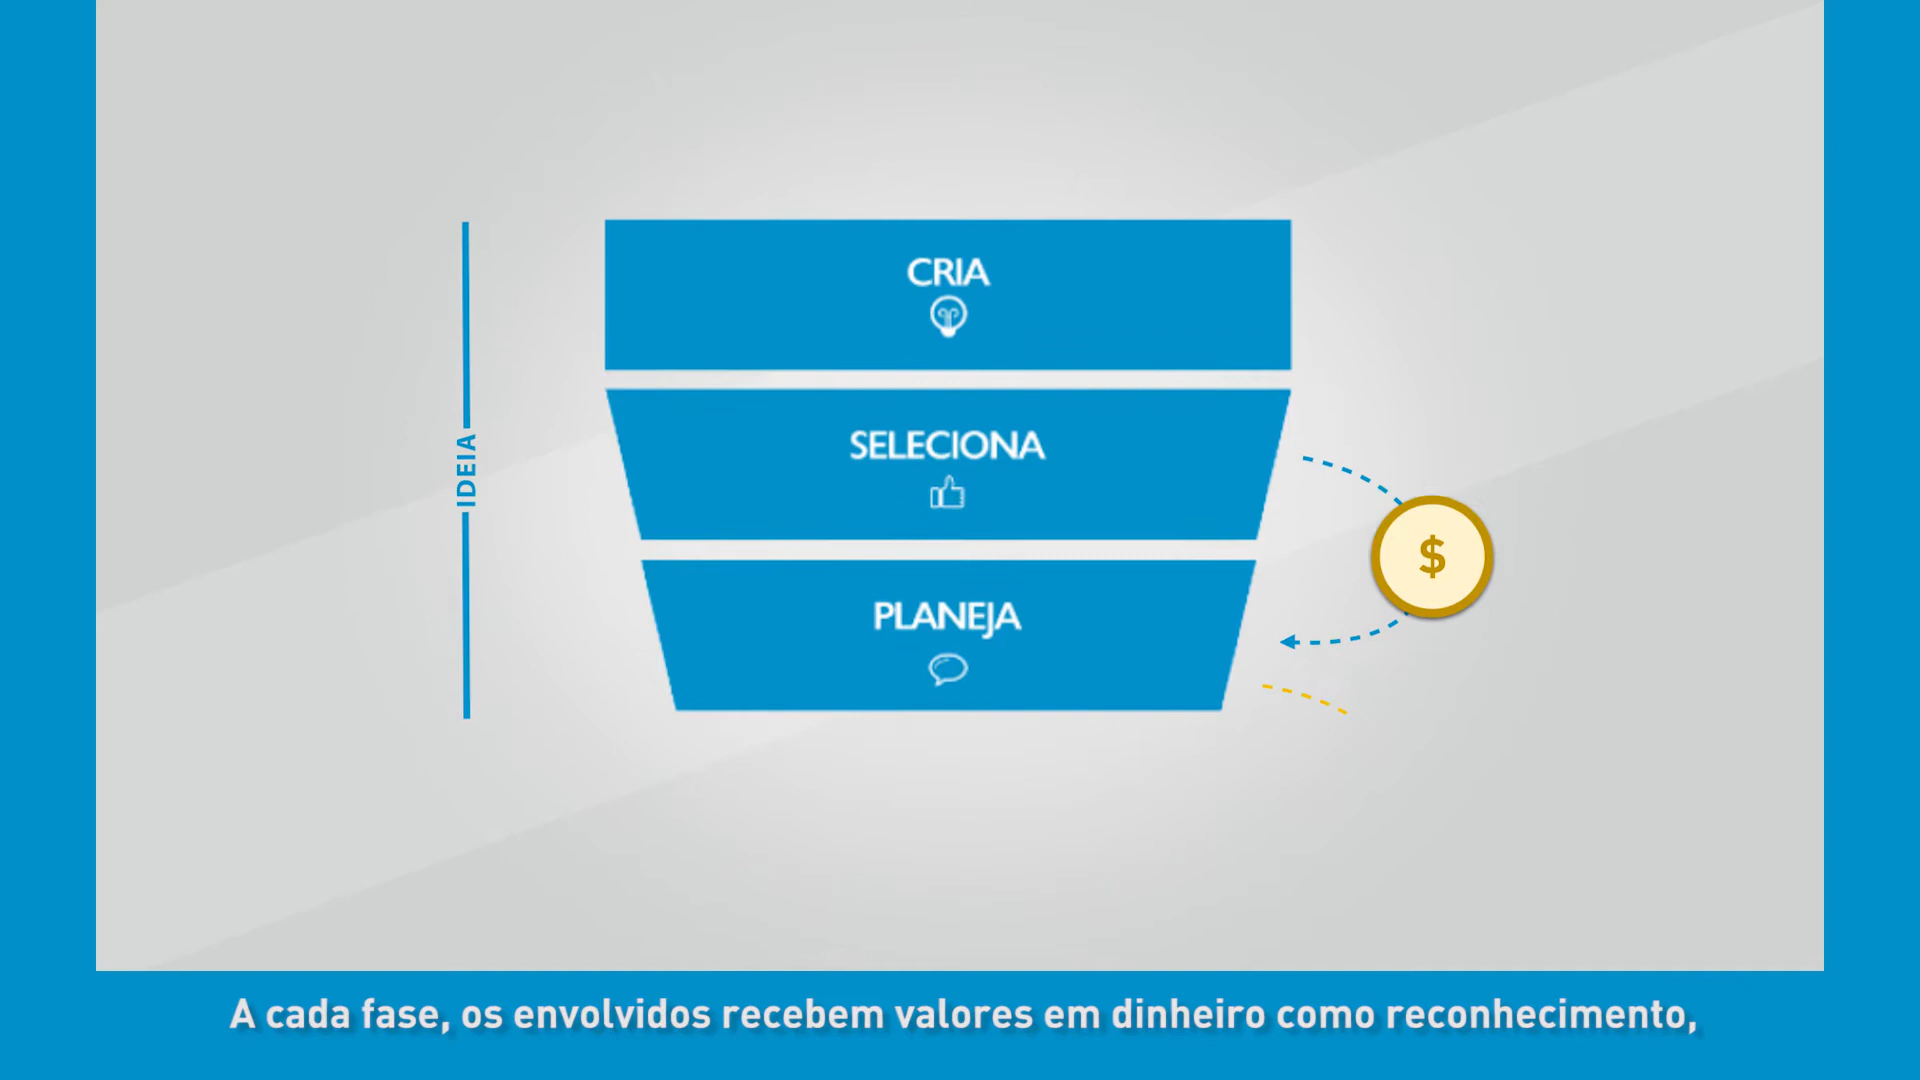 CRIA
SELECIONA
IDEIA
$
PLANEJA
A cada fase, os envolvidos recebem valores em dinheiro como reconhecimento,